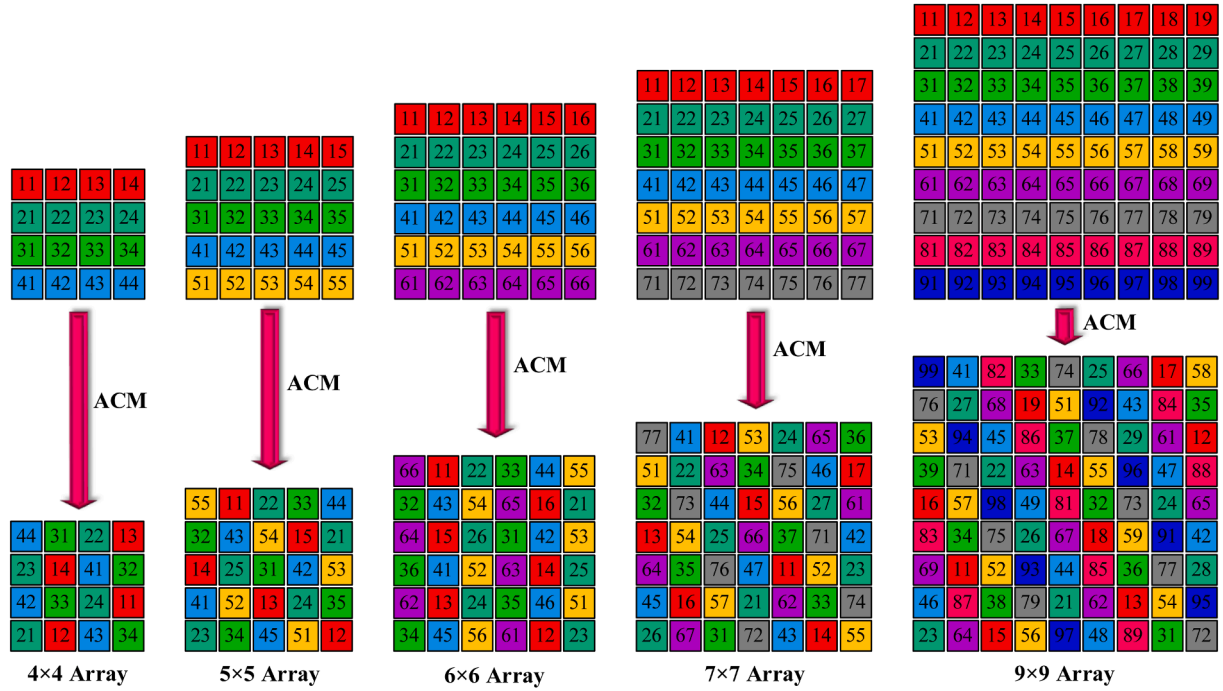 11 12 13 14
21 22 23 24
31 32 33 34
41 42 43 44
ACM
44 31 22 13
23 14 41 32
42 33 24 11
21 12 43 34
4×4 Array
11 12 13 14 15
21 22 23 24 25
31 32 33 34 35
41 42 43 44 45
51 52 53 54 55
ACM
55 11 22 33 44
32 43 54 15 21
14 25 31 42 53
41 52 13 24 35
23 34 45 51 12
5×5 Array
11 12 13 14 15 16
21 22 23 24 25 26
31 32 33 34 35 36
41 42 43 44 45 46
51 52 53 54 55 56
61 62 63 64 65 66
ACM
66 11 22 33 44 55
32 43 54 65 16 21
64 15 26 31 42 53
36 41 52 63 14 25
62 13 24 35 46 51
34 45 56 61 12 23
6×6 Array
11 12 13 14 15 16 17
21 22 23 24 25 26 27
31 32 33 34 35 36 37
41 42 43 44 45 46 47
51 52 53 54 55 56 57
61 62 63 64 65 66 67
71 72 73 74 75 76 77
ACM
77 41 12 53 24 65 36
51 22 63 34 75 46 17
32 73 44 15 56 27 61
13 54 25 66 37 71 42
64 35 76 47 11 52 23
45 16 57 21 62 33 74
26 67 31 72 43 14 55
7×7 Array
11 12 13 14 15 16 17 18 19
21 22 23 24 25 26 27 28 29
31 32 33 34 35 36 37 38 39
41 42 43 44 45 46 47 48 49
51 52 53 54 55 56 57 58 59
61 62 63 64 65 66 67 68 69
71 72 73 74 75 76 77 78 79
81 82 83 84 85 86 87 88 89
91 92 93 94 95 96 97 98 99
ACM
99 41 82 33 74 25 66 17 58
76 27 68 19 51 92 43 84 35
53 94 45 86 37 78 29 61 12
39 71 22 63 14 55 96 47 88
16 57 98 49 81 32 73 24 65
83 34 75 26 67 18 59 91 42
69 11 52 93 44 85 36 77 28
46 87 38 79 21 62 13 54 95
23 64 15 56 97 48 89 31 72
9×9 Array